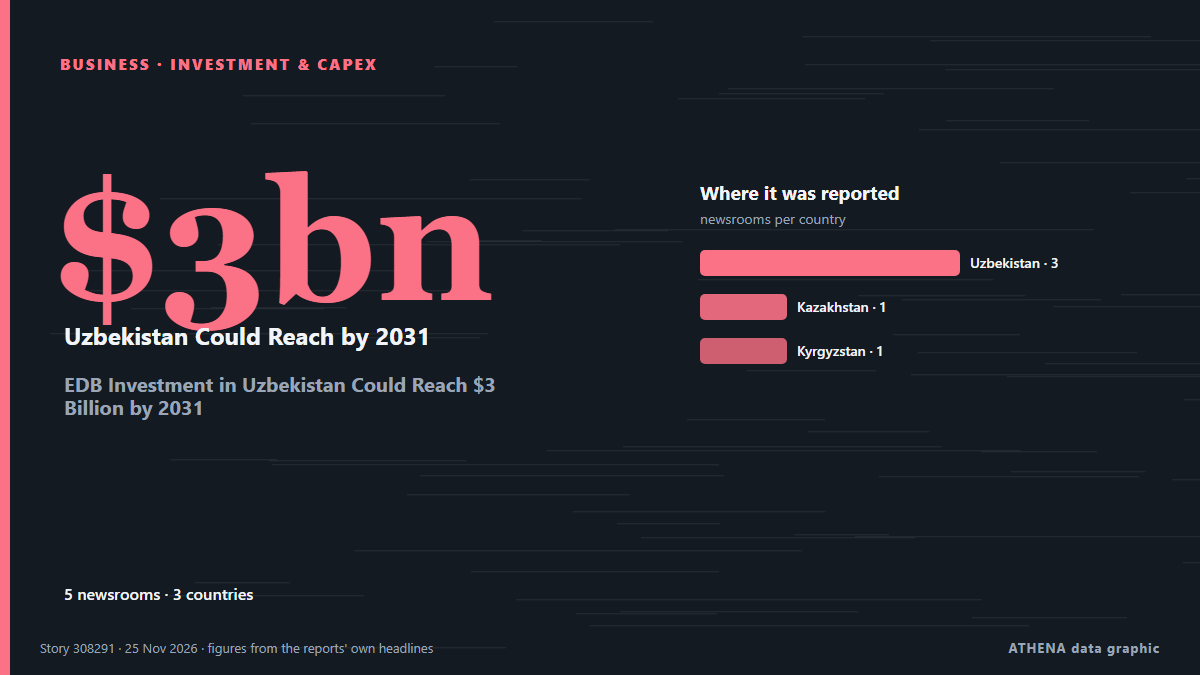 BUSINESS · INVESTMENT & CAPEX
$3bn
Uzbekistan Could Reach by 2031
EDB Investment in Uzbekistan Could Reach $3
Billion by 2031
Where it was reported
newsrooms per country
Uzbekistan · 3
Kazakhstan · 1
Kyrgyzstan · 1
5 newsrooms · 3 countries
Story 308291 · 25 Nov 2026 · figures from the reports' own headlines
ATHENA data graphic